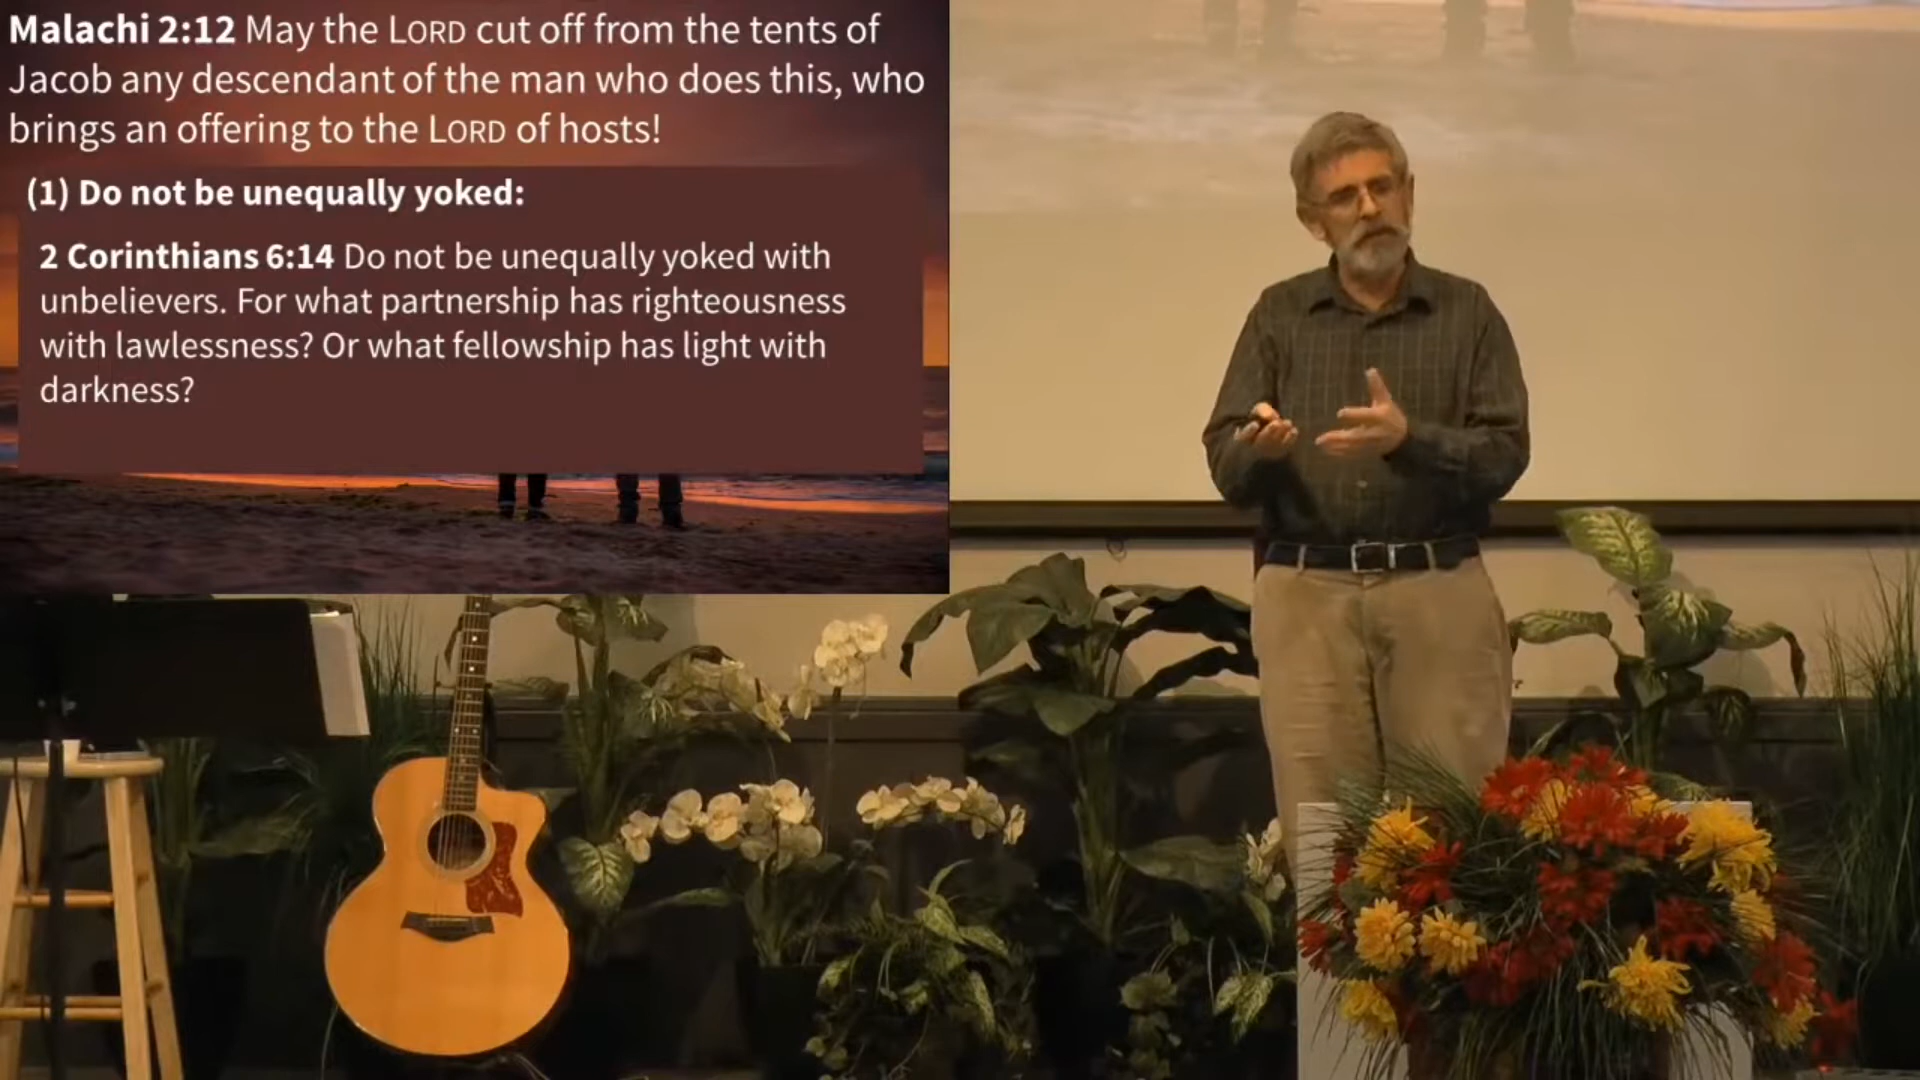 Malachi 2:12 May the LORD cut off from the tents of
Jacob any descendant of the man who does this, who
brings an offering to the LORD of hosts!
(1) Do not be unequally yoked:
2 Corinthians 6:14 Do not be unequally yoked with
unbelievers. For what partnership has righteousness
with lawlessness? Or what fellowship has light with
darkness?